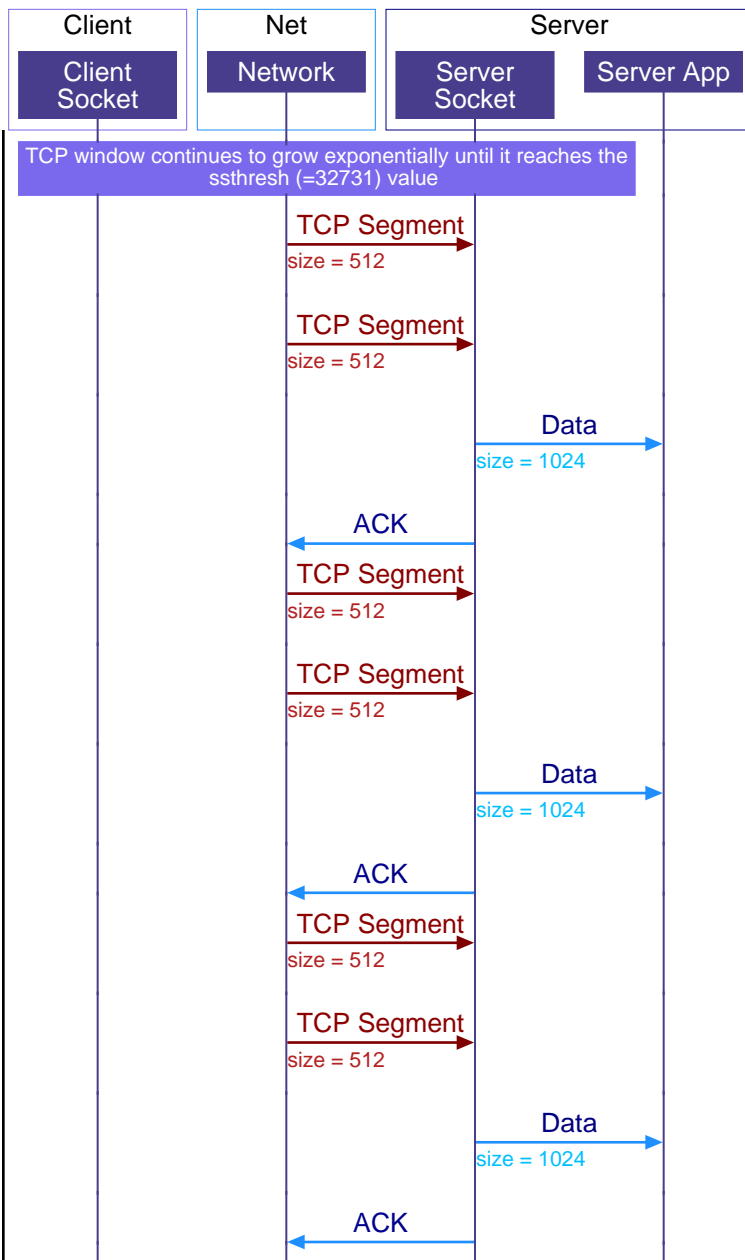 Client
Net
Server
Client
Socket
Network
Server
Socket
Server App
TCP window continues to grow exponentially until it reaches the
ssthresh (=32731) value
TCP Segment
size = 512
TCP Segment
size = 512
Data
size = 1024
ACK
TCP Segment
size = 512
TCP Segment
size = 512
Data
size = 1024
ACK
TCP Segment
size = 512
TCP Segment
size = 512
Data
size = 1024
ACK